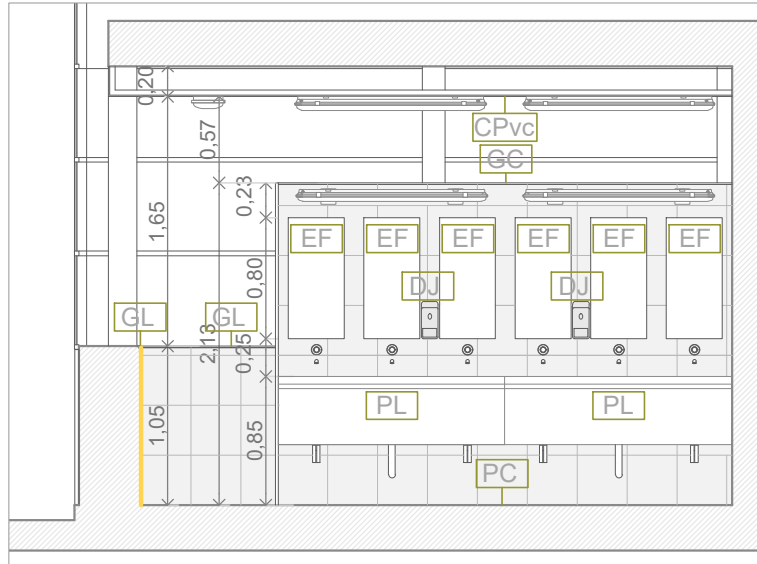 0,20
CPvc
0,57
GC
0,23
1,65
EF
EF
EF
EF
EF
EF
0,80
DJ
DJ
GL
GL
2,13
0,25
PL
PL
1,05
0,85
PC